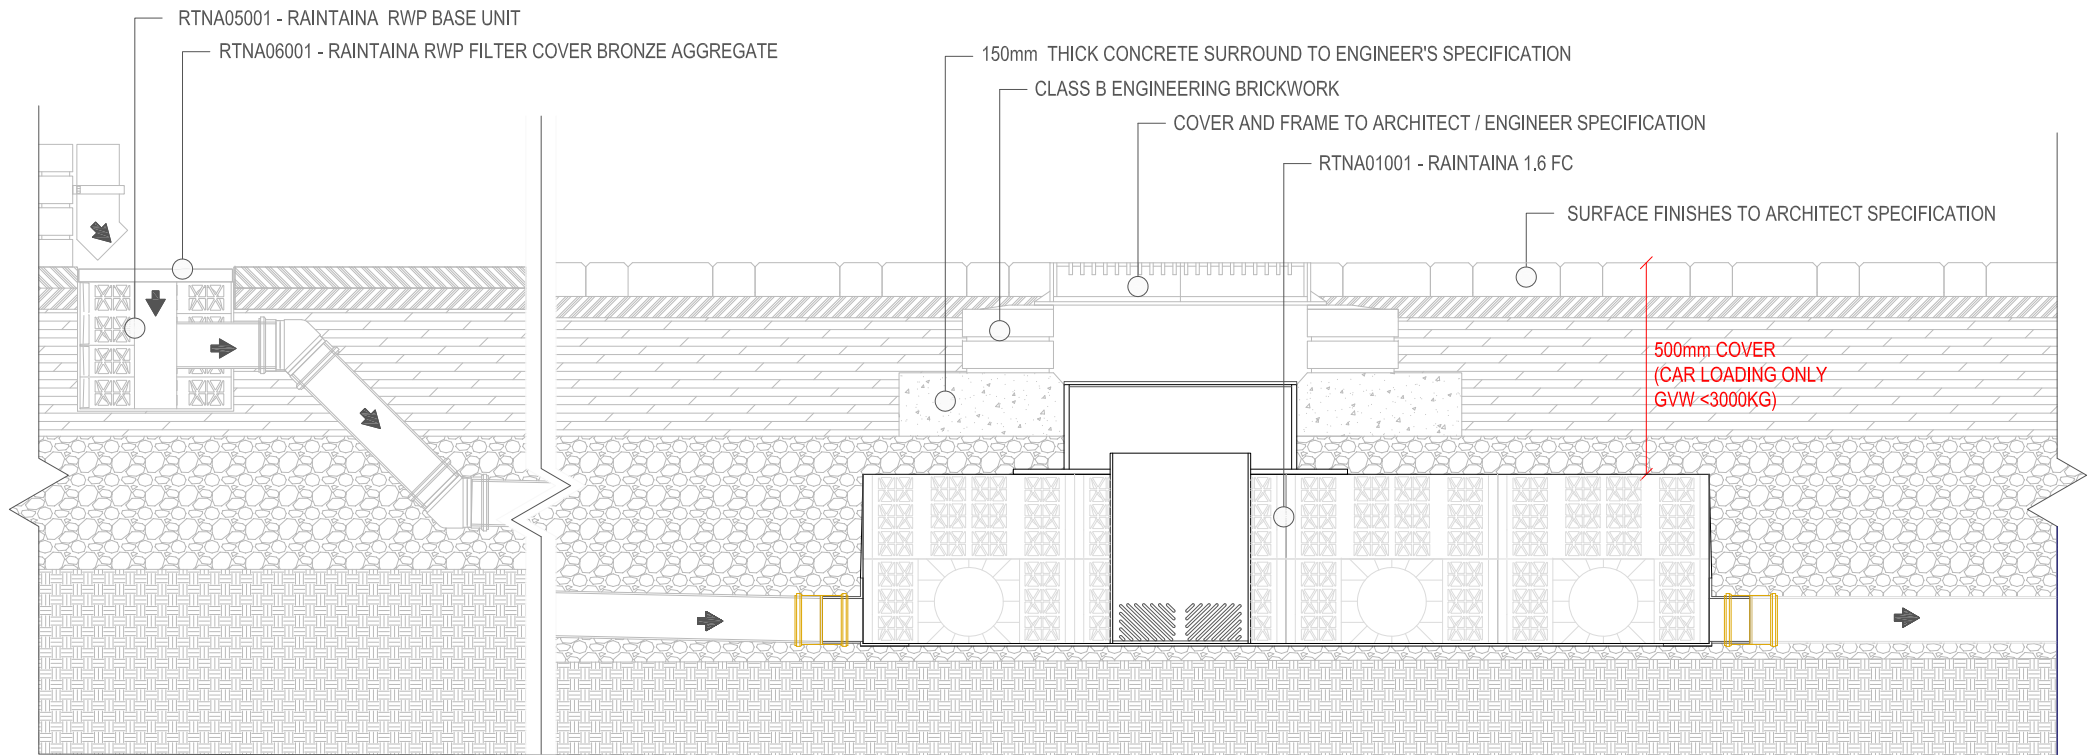 RTNA05001 - RAINTAINA RWP BASE UNIT
RTNA06001 - RAINTAINA RWP FILTER COVER BRONZE AGGREGATE
150mm THICK CONCRETE SURROUND TO ENGINEER'S SPECIFICATION
CLASS B ENGINEERING BRICKWORK
COVER AND FRAME TO ARCHITECT / ENGINEER SPECIFICATION
RTNA01001 - RAINTAINA 1.6 FC
SURFACE FINISHES TO ARCHITECT SPECIFICATION
500mm COVER
(CAR LOADING ONLY
GVW <3000KG)